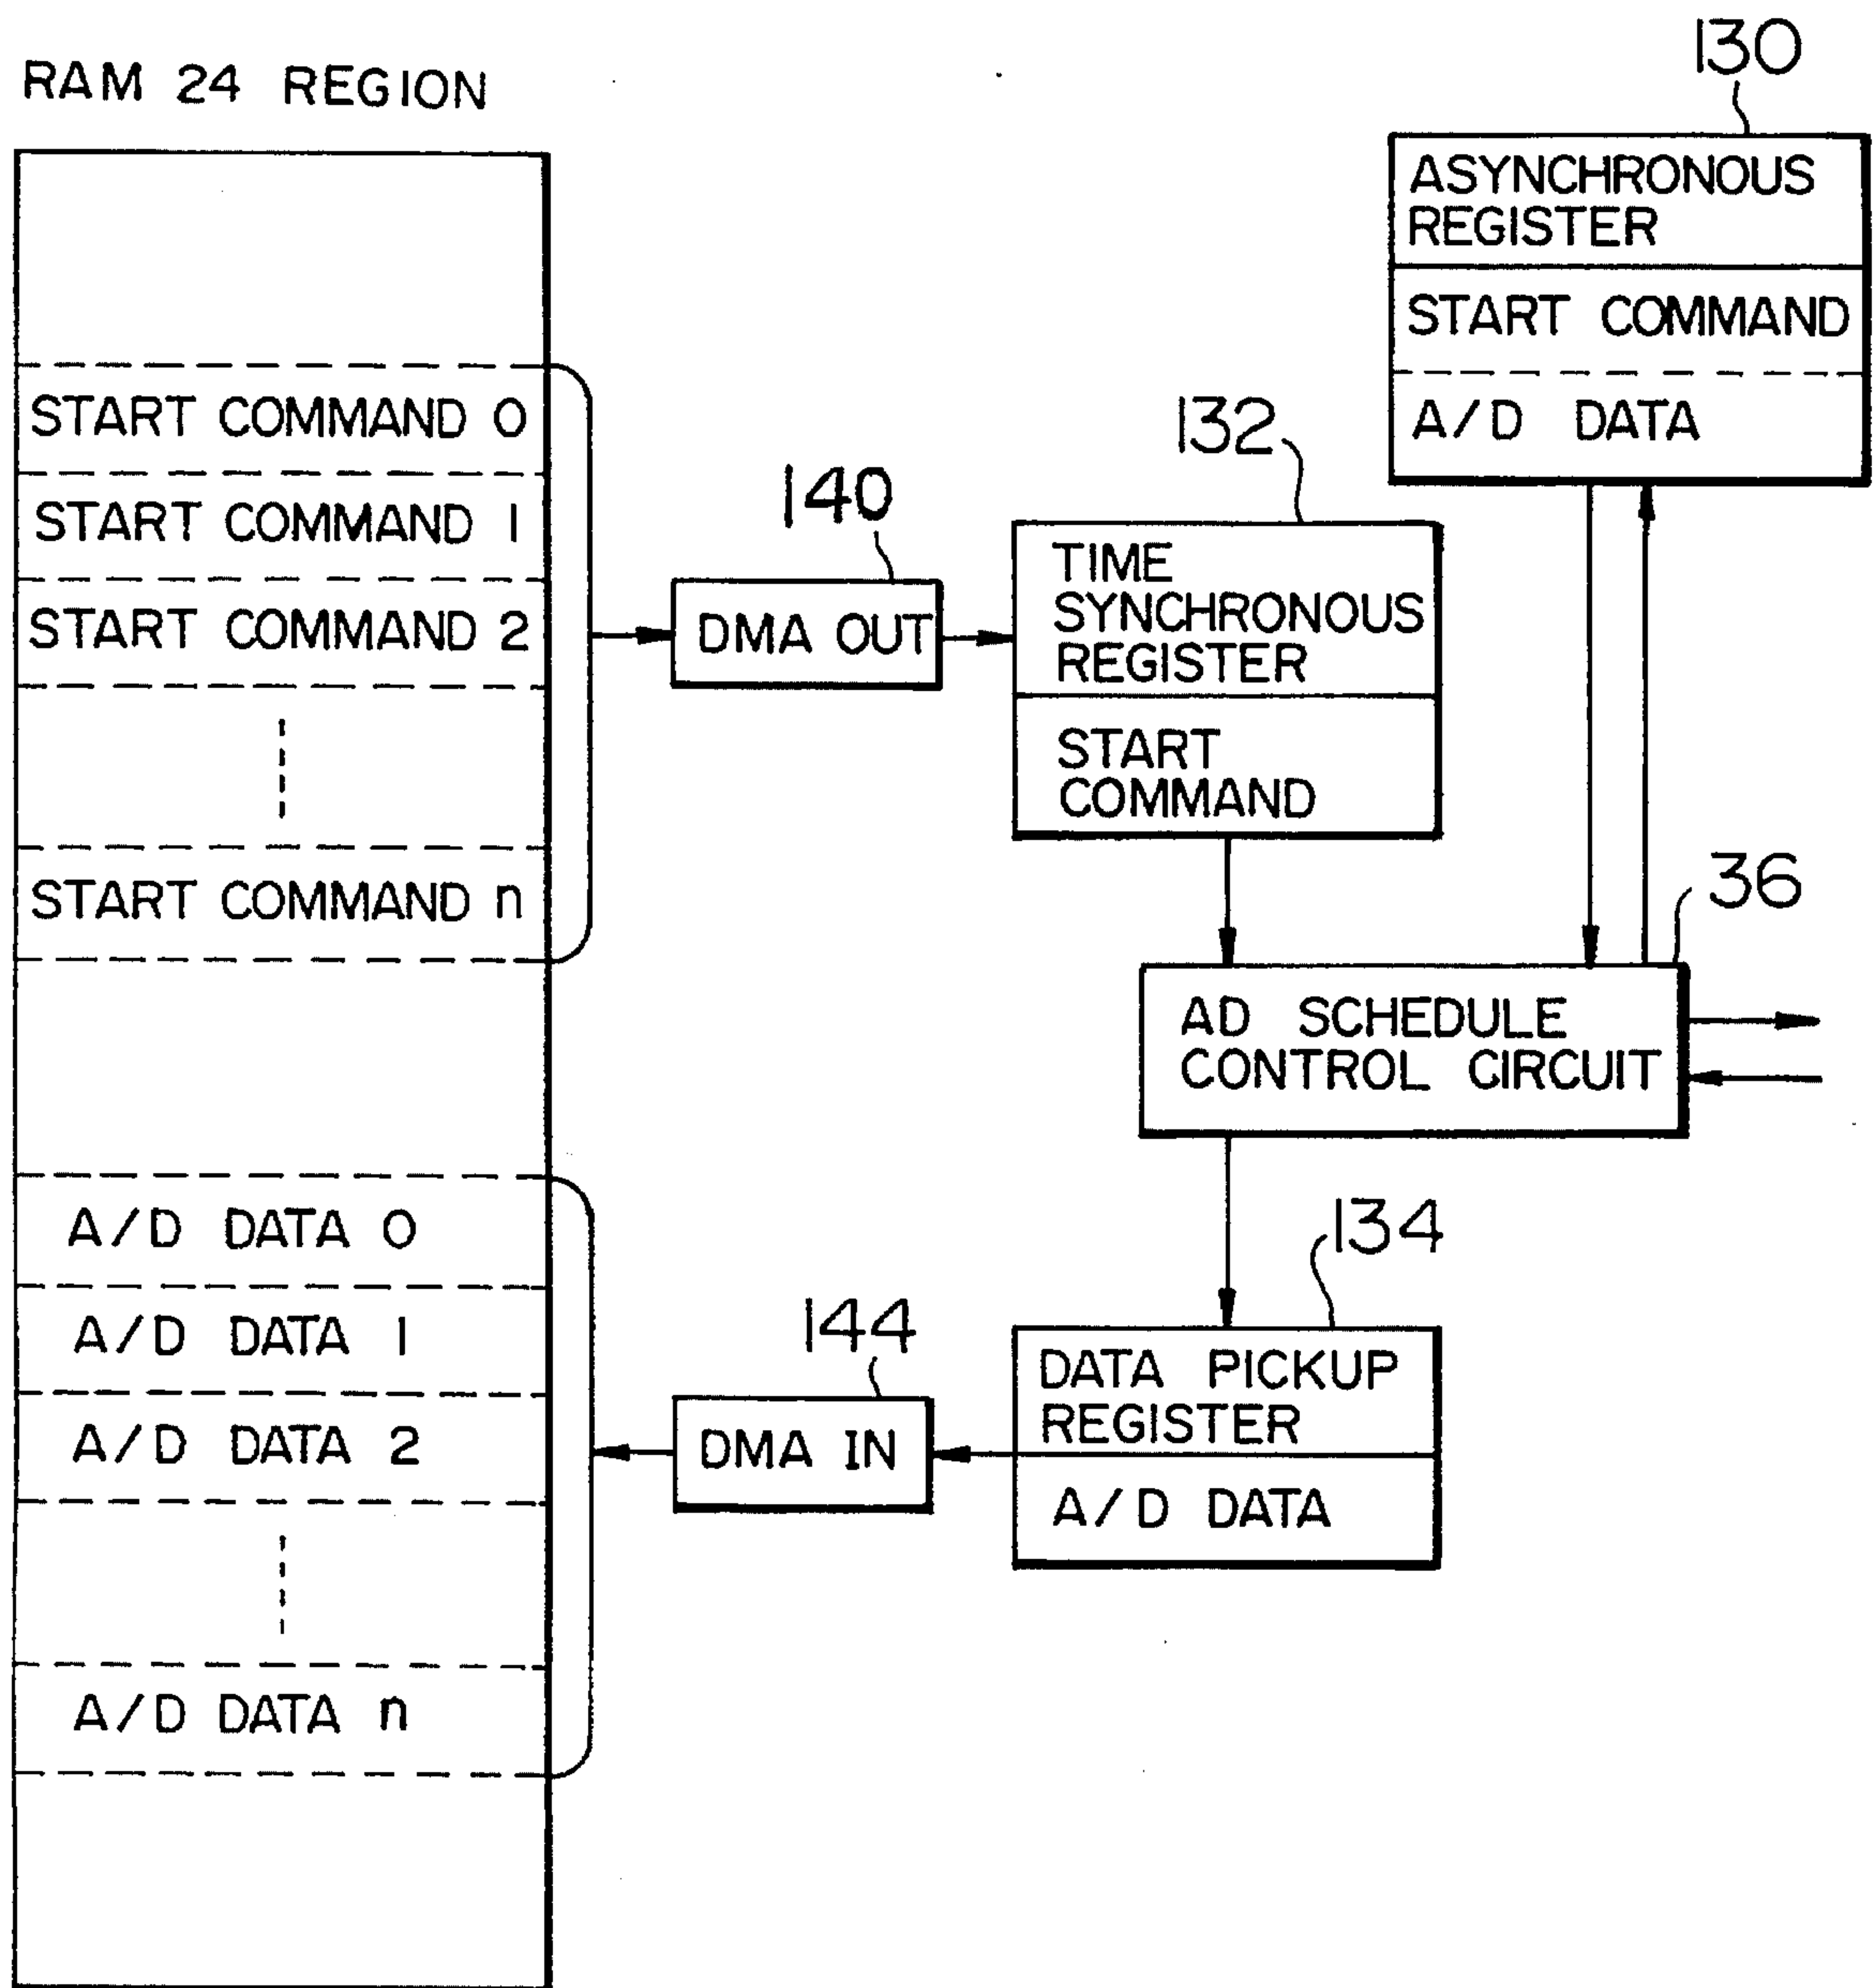 RAM 24 REGION
START COMMAND 0
START COMMAND 1
START COMMAND 2
START COMMAND n
A/D DATA 0
A/D DATA 1
A/D DATA 2
A/D DATA n
140
DMA OUT
132
TIME
SYNCHRONOUS
REGISTER
START
COMMAND
130
ASYNCHRONOUS
REGISTER
START COMMAND
A/D DATA
36
AD SCHEDULE
CONTROL CIRCUIT
134
DATA PICKUP
REGISTER
A/D DATA
144
DMA IN